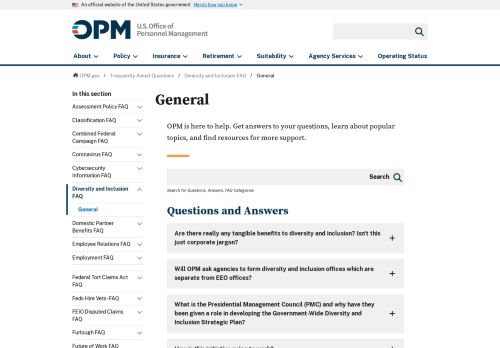 An official website of the United States government Here's how you know
OPM U.S. Office of
Personnel Management
About Policy Insurance Retirement Suitability Agency Services Operating Status
OPM.gov / Frequently Asked Questions / Diversity and Inclusion FAQ / General
In this section
Assessment Policy FAQ
Classification FAQ
Combined Federal
Campaign FAQ
Coronavirus FAQ
Cybersecurity
Information FAQ
Diversity and Inclusion
FAQ
General
Domestic Partner
Benefits FAQ
Employee Relations FAQ
Employment FAQ
Federal Tort Claims Act
FAQ
Feds Hire Vets-FAQ
FEIO Disputed Claims
FAQ
Furlough FAQ
Future of Work FAQ
General
OPM is here to help. Get answers to your questions, learn about popular
topics, and find resources for more support.
Search
Search for Questions, Answers, FAQ Categories
Questions and Answers
Are there really any tangible benefits to diversity and inclusion? Isn't this
just corporate jargon?
Will OPM ask agencies to form diversity and inclusion offices which are
separate from EEO offices?
What is the Presidential Management Council (PMC) and why have they
been given a role in developing the Government-Wide Diversity and
Inclusion Strategic Plan?